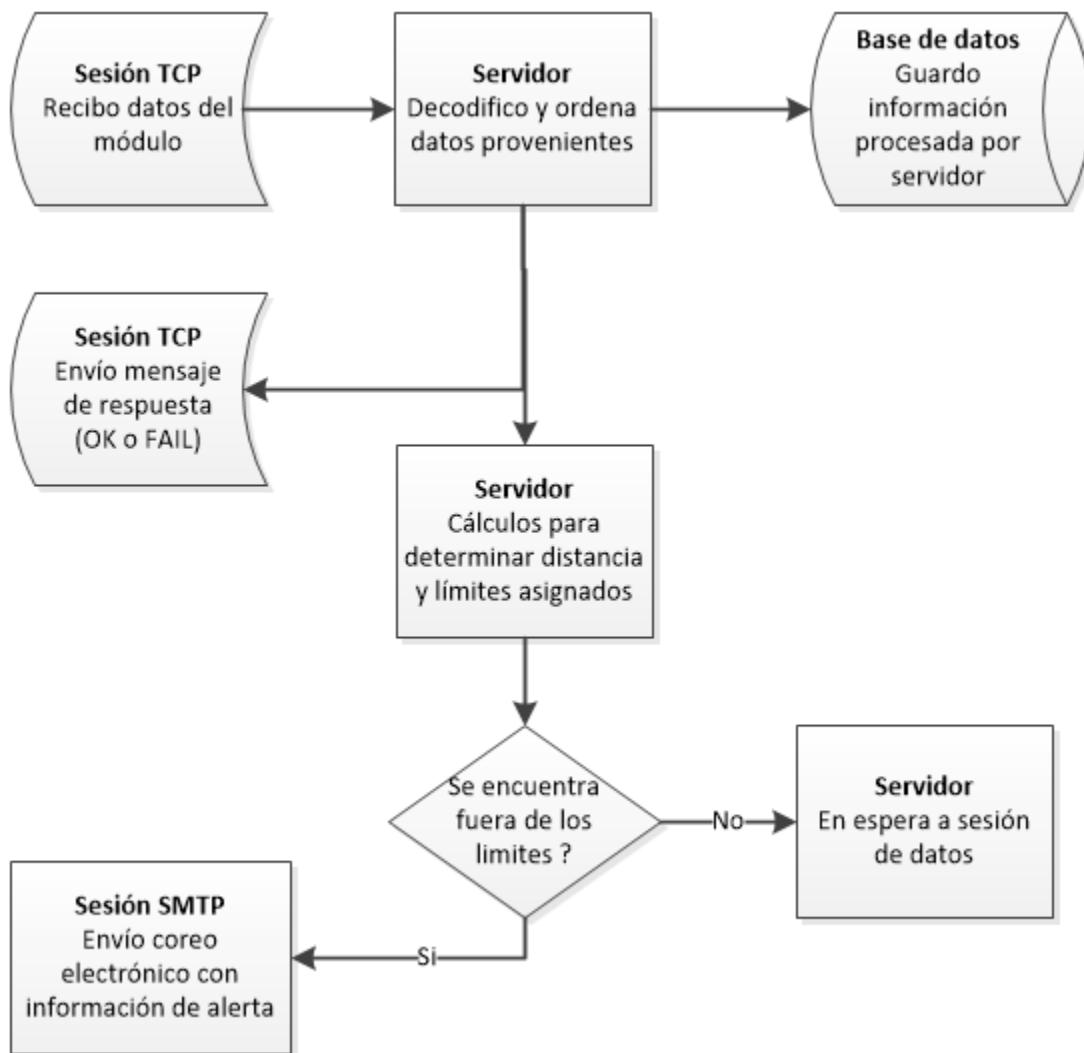 Sesión TCP
Recibo datos del
módulo
Servidor
Decodifico y ordena
datos provenientes
Base de datos
Guardo
información
procesada por
servidor
Sesión TCP
Envío mensaje
de respuesta
(OK o FAIL)
Servidor
Cálculos para
determinar distancia
y límites asignados
Se encuentra
fuera de los
limites ?
No
Servidor
En espera a sesión
de datos
Si
Sesión SMTP
Envío coreo
electrónico con
información de alerta